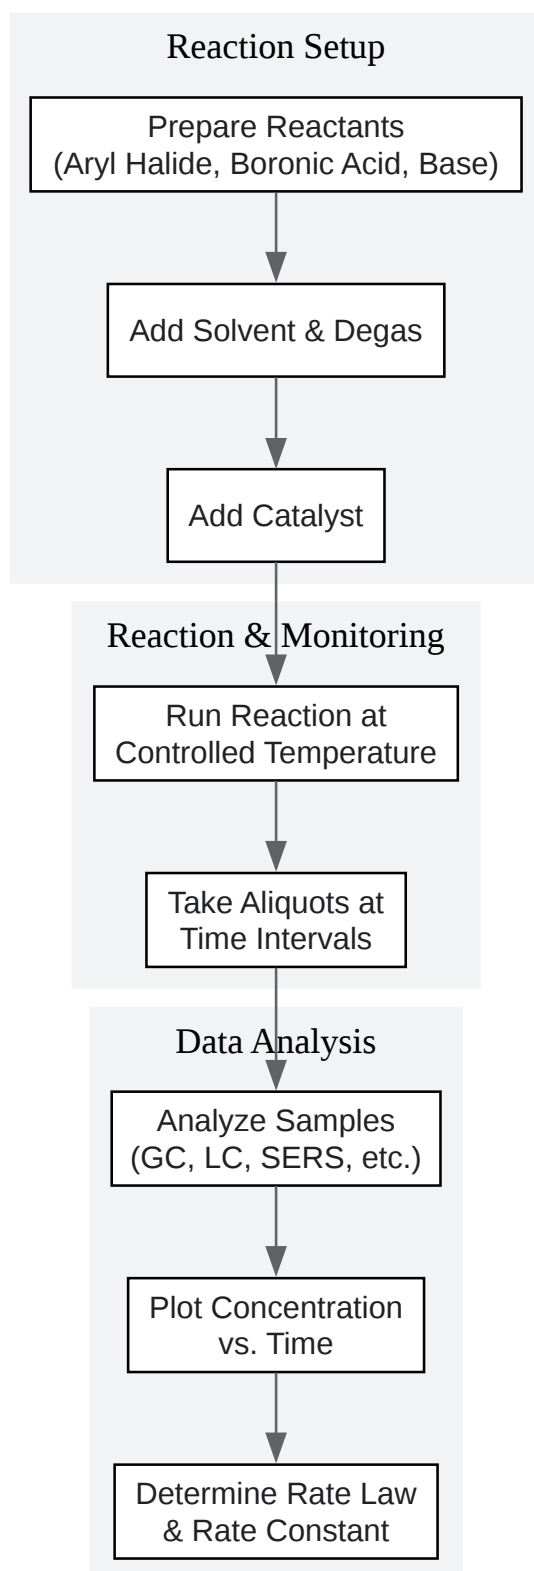 Reaction Setup
Prepare Reactants
(Aryl Halide, Boronic Acid, Base)
Add Solvent & Degas
Add Catalyst
Reaction & Monitoring
Run Reaction at
Controlled Temperature
Take Aliquots at
Time Intervals
Data Analysis
Analyze Samples
(GC, LC, SERS, etc.)
Plot Concentration
vs. Time
Determine Rate Law
& Rate Constant